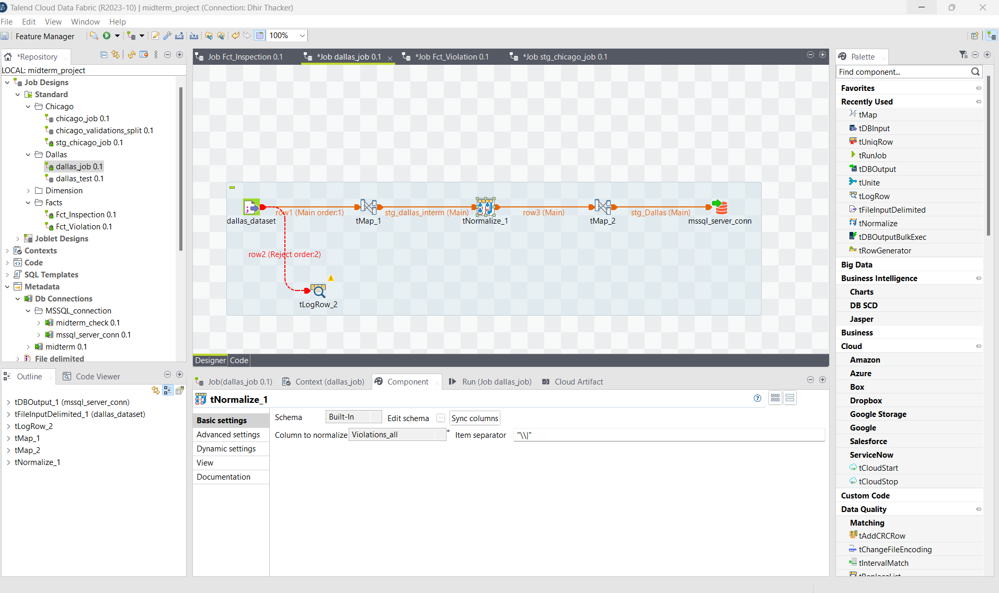 Talend Cloud Data Fabric (R2023-10) | midterm_project (Connection: Dhir Thacker)
File Edit View Window Help
Feature Manager
100%
*Repository
LOCAL: midterm_project
Job Designs
Standard
Chicago
chicago_job 0.1
chicago_validations_split 0.1
stg_chicago_job 0.1
Dallas
dallas_job 0.1
dallas_test 0.1
Dimension
Facts
Fct_Inspection 0.1
Fct_Violation 0.1
Joblet Designs
Contexts
Code
SQL Templates
Metadata
Db Connections
MSSQL_connection
midterm_check 0.1
mssql_server_conn 0.1
midterm 0.1
File delimited
Outline
Code Viewer
tDBOutput_1 (mssql_server_conn)
tFileInputDelimited_1 (dallas_dataset)
tLogRow_2
tMap_1
tMap_2
tNormalize_1
Job Fct_Inspection 0.1
*Job dallas_job 0.1
*Job Fct_Violation 0.1
*Job stg_chicago_job 0.1
row1 (Main order:1)
stg_dallas_interm (Main)
row3 (Main)
stg_Dallas (Main)
dallas_dataset
tMap_1
tNormalize_1
tMap_2
mssql_server_conn
row2 (Reject order:2)
tLogRow_2
Designer
Code
Job(dallas_job 0.1)
Context (dallas_job)
Component
Run (Job dallas_job)
Cloud Artifact
tNormalize_1
Basic settings
Advanced settings
Dynamic settings
View
Documentation
Schema
Built-In
Edit schema
...
Sync columns
Column to normalize
Violations_all
*
Item separator
"\\|"
Palette
Find component...
Favorites
Recently Used
tMap
tDBInput
tUniqRow
tRunJob
tDBOutput
tUnite
tLogRow
tFileInputDelimited
tNormalize
tDBOutputBulkExec
tRowGenerator
Big Data
Business Intelligence
Charts
DB SCD
Jasper
Business
Cloud
Amazon
Azure
Box
Dropbox
Google Storage
Google
Salesforce
ServiceNow
tCloudStart
tCloudStop
Custom Code
Data Quality
Matching
tAddCRCRow
tChangeFileEncoding
tIntervalMatch
tReplaceList